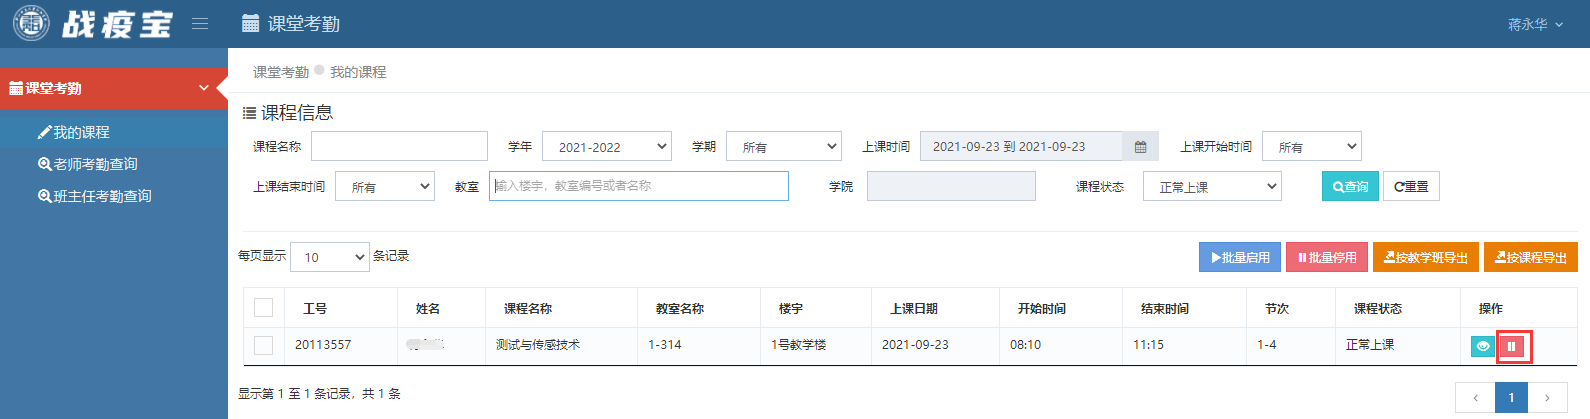 战疫宝 课堂考勤 蒋永华
课堂考勤
我的课程
老师考勤查询
班主任考勤查询
课堂考勤 我的课程
课程信息
课程名称 学年 2021-2022 学期 所有 上课时间 2021-09-23 到 2021-09-23 上课开始时间 所有
上课结束时间 所有 教室 输入楼宇，教室编号或者名称 学院 课程状态 正常上课 查询 重置
每页显示 10 条记录 批量启用 批量停用 按教学班导出 按课程导出
工号 姓名 课程名称 教室名称 楼宇 上课日期 开始时间 结束时间 节次 课程状态 操作
20113557 测试与传感技术 1-314 1号教学楼 2021-09-23 08:10 11:15 1-4 正常上课
显示第 1 至 1 条记录，共 1 条
‹ 1 ›